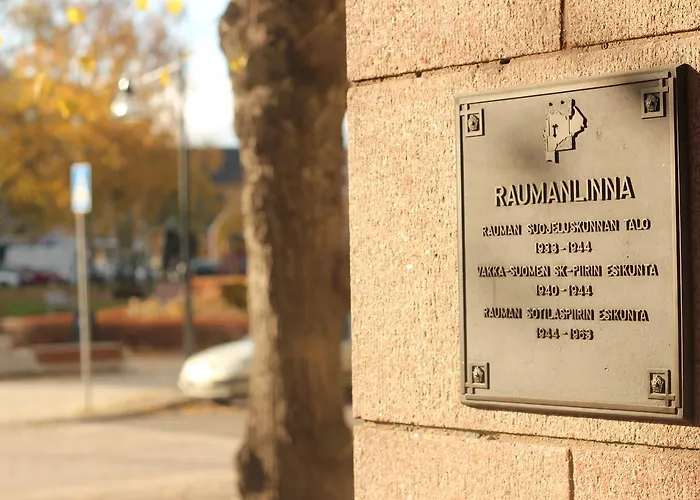 RAUMANLINNA
RAUMAN SUOJELUSKUNNAN TALO
1933-1944
VAKKA-SUOMEN SK-PIIRIN ESIKUNTA
1940-1944
RAUMAN SOTILASPIIRIN ESIKUNTA
1944-1963